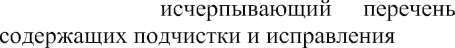 исчерпывающий перечень
содержащих подчистки и исправления